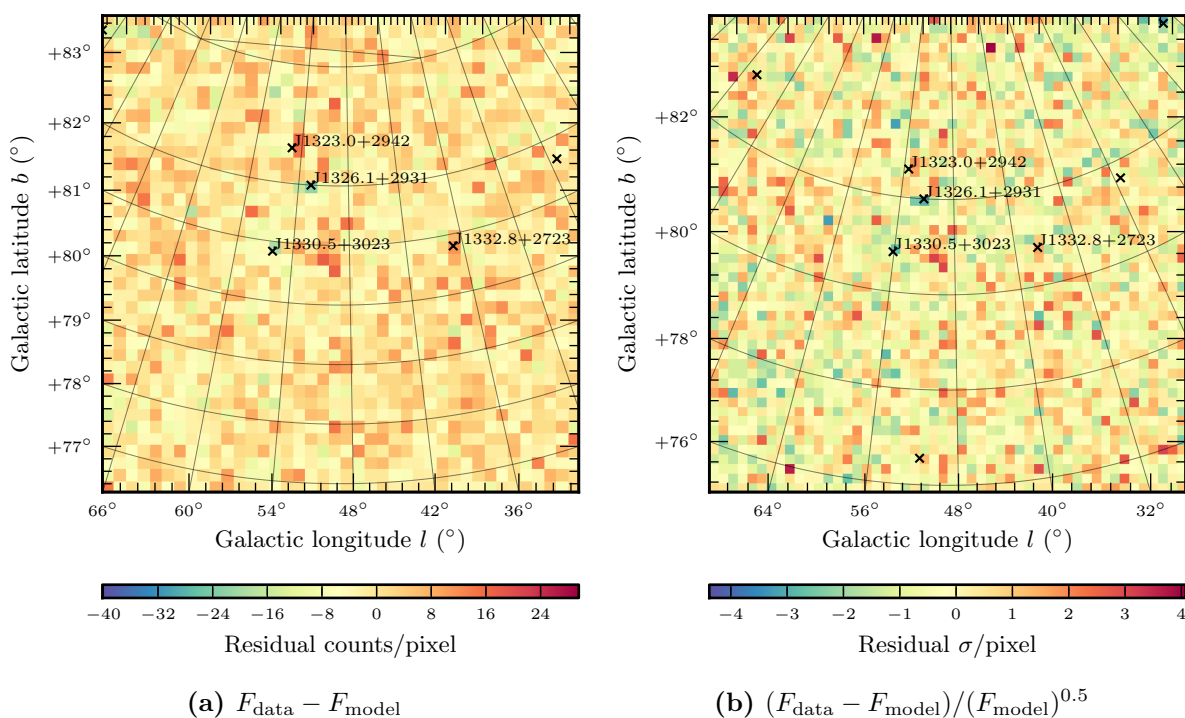 +83°
+82°
+81°
+80°
+79°
+78°
+77°
Galactic latitude b (°)
J1323.0+2942
J1326.1+2931
J1330.5+3023
J1332.8+2723
66° 60° 54° 48° 42° 36°
Galactic longitude l (°)
−40 −32 −24 −16 −8 0 8 16 24
Residual counts/pixel
(a) F_data − F_model
+82°
+80°
+78°
+76°
Galactic latitude b (°)
J1323.0+2942
J1326.1+2931
J1330.5+3023
J1332.8+2723
64° 56° 48° 40° 32°
Galactic longitude l (°)
−4 −3 −2 −1 0 1 2 3 4
Residual σ/pixel
(b) (F_data − F_model)/(F_model)^0.5